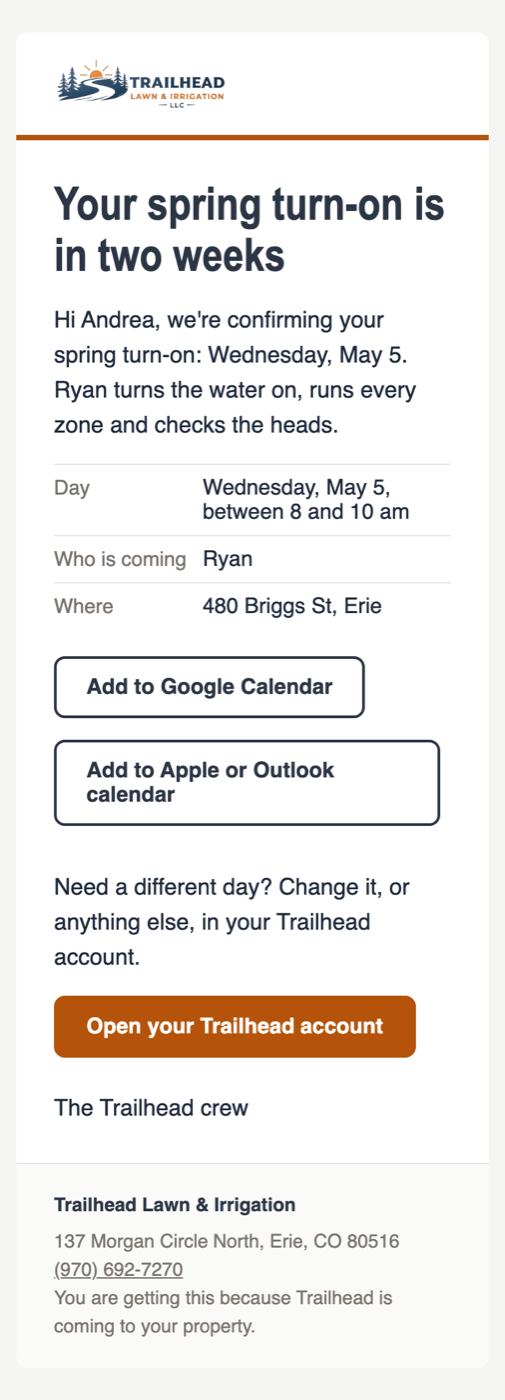 TRAILHEAD
LAWN & IRRIGATION
LLC
Your spring turn-on is
in two weeks
Hi Andrea, we're confirming your
spring turn-on: Wednesday, May 5.
Ryan turns the water on, runs every
zone and checks the heads.
Day Wednesday, May 5,
between 8 and 10 am
Who is coming Ryan
Where 480 Briggs St, Erie
Add to Google Calendar
Add to Apple or Outlook
calendar
Need a different day? Change it, or
anything else, in your Trailhead
account.
Open your Trailhead account
The Trailhead crew
Trailhead Lawn & Irrigation
137 Morgan Circle North, Erie, CO 80516
(970) 692-7270
You are getting this because Trailhead is
coming to your property.